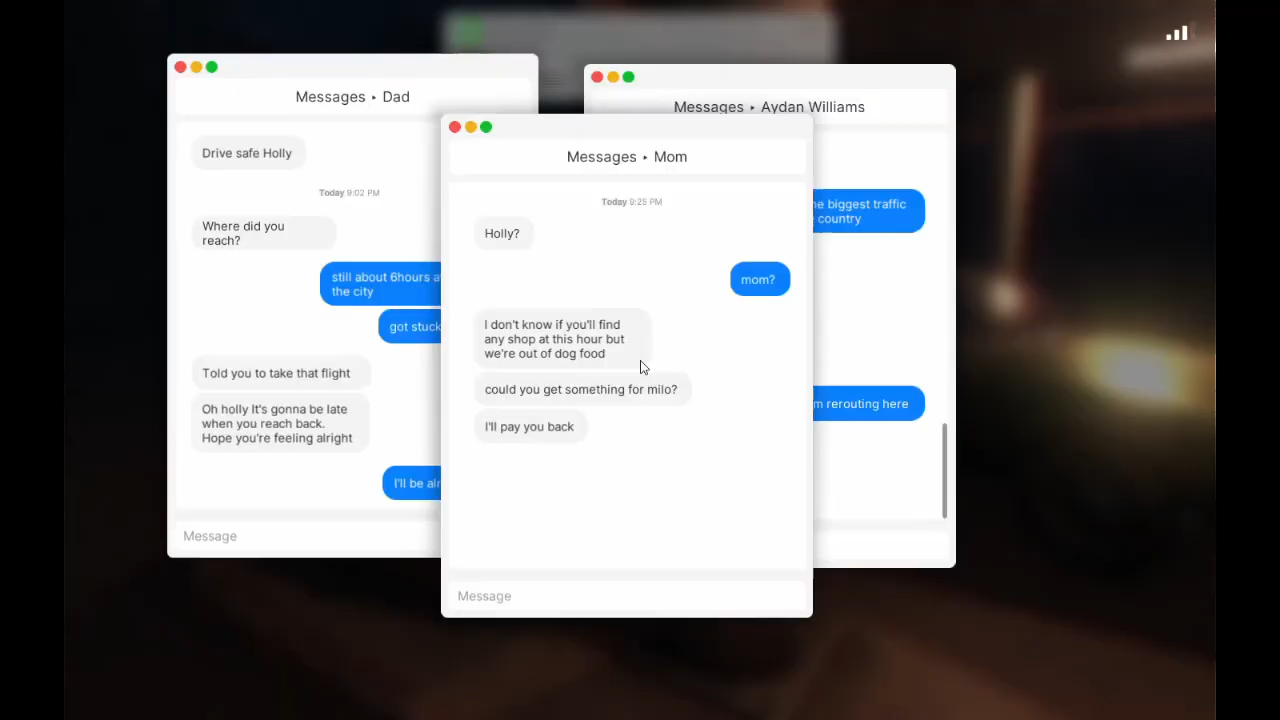 Messages ‣ Dad
Drive safe Holly
Today 9:02 PM
Where did you
reach?
still about 6hours
the city
got stuck
Told you to take that flight
Oh holly It's gonna be late
when you reach back.
Hope you're feeling alright
I'll be
Message
Messages ‣ Mom
Today 9:25 PM
Holly?
mom?
I don't know if you'll find
any shop at this hour but
we're out of dog food
could you get something for milo?
I'll pay you back
Message
Messages ‣ Aydan Williams
biggest traffic
country
rerouting here